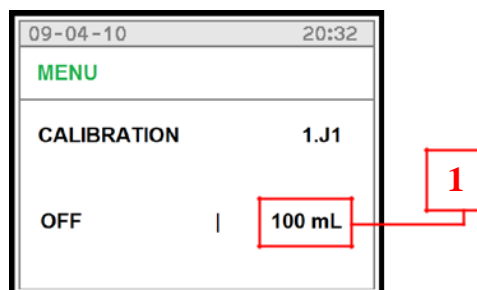 09-04-10 20:32
MENU
CALIBRATION 1.J1
OFF | 100 mL
1